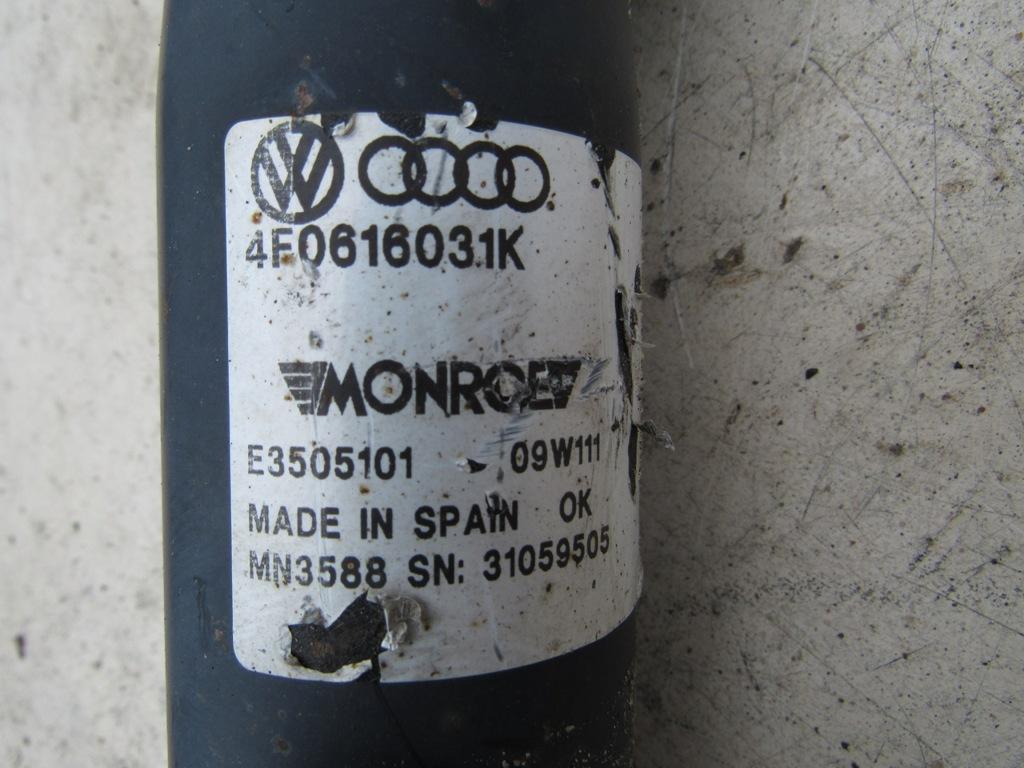 4F0616031K
MONROE
E3505101 09W111
MADE IN SPAIN OK
MN3588 SN: 31059505